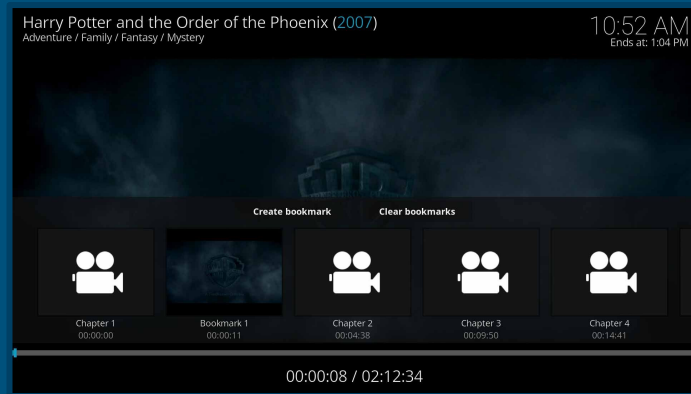 Harry Potter and the Order of the Phoenix (2007)
Adventure / Family / Fantasy / Mystery
10:52 AM
Ends at: 1:04 PM
Create bookmark
Clear bookmarks
Chapter 1
00:00:00
Bookmark 1
00:00:11
Chapter 2
00:04:38
Chapter 3
00:09:50
Chapter 4
00:14:41
00:00:08 / 02:12:34